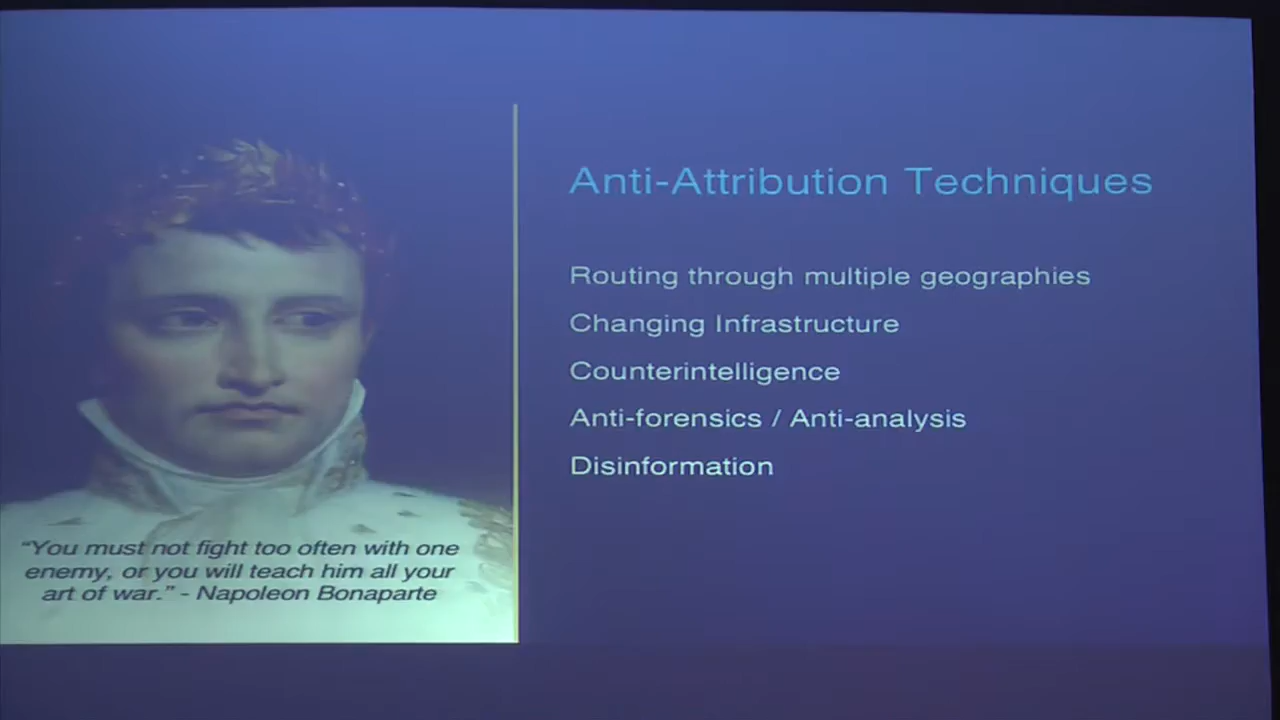 Anti-Attribution Techniques
Routing through multiple geographies
Changing Infrastructure
Counterintelligence
Anti-forensics / Anti-analysis
Disinformation
“You must not fight too often with one
enemy, or you will teach him all your
art of war.” - Napoleon Bonaparte